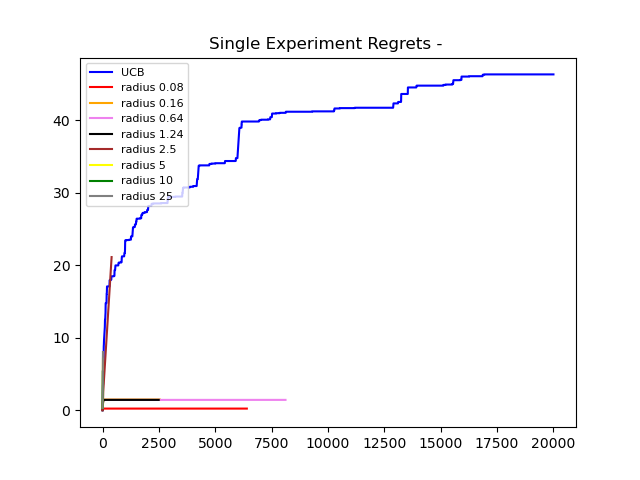 Single Experiment Regrets -
UCB
radius 0.08
radius 0.16
radius 0.64
radius 1.24
radius 2.5
radius 5
radius 10
radius 25
40
30
20
10
0
0 2500 5000 7500 10000 12500 15000 17500 20000